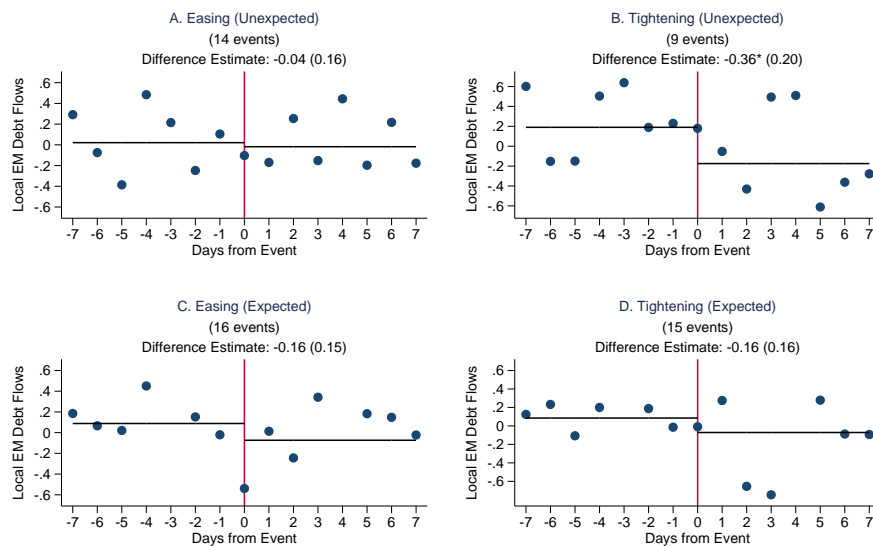 A. Easing (Unexpected)
(14 events)
Difference Estimate: -0.04 (0.16)
Local EM Debt Flows
.6
.4
.2
0
-.2
-.4
-.6
-7 -6 -5 -4 -3 -2 -1 0 1 2 3 4 5 6 7
Days from Event
B. Tightening (Unexpected)
(9 events)
Difference Estimate: -0.36* (0.20)
Local EM Debt Flows
.6
.4
.2
0
-.2
-.4
-.6
-7 -6 -5 -4 -3 -2 -1 0 1 2 3 4 5 6 7
Days from Event
C. Easing (Expected)
(16 events)
Difference Estimate: -0.16 (0.15)
Local EM Debt Flows
.6
.4
.2
0
-.2
-.4
-.6
-7 -6 -5 -4 -3 -2 -1 0 1 2 3 4 5 6 7
Days from Event
D. Tightening (Expected)
(15 events)
Difference Estimate: -0.16 (0.16)
Local EM Debt Flows
.6
.4
.2
0
-.2
-.4
-.6
-7 -6 -5 -4 -3 -2 -1 0 1 2 3 4 5 6 7
Days from Event